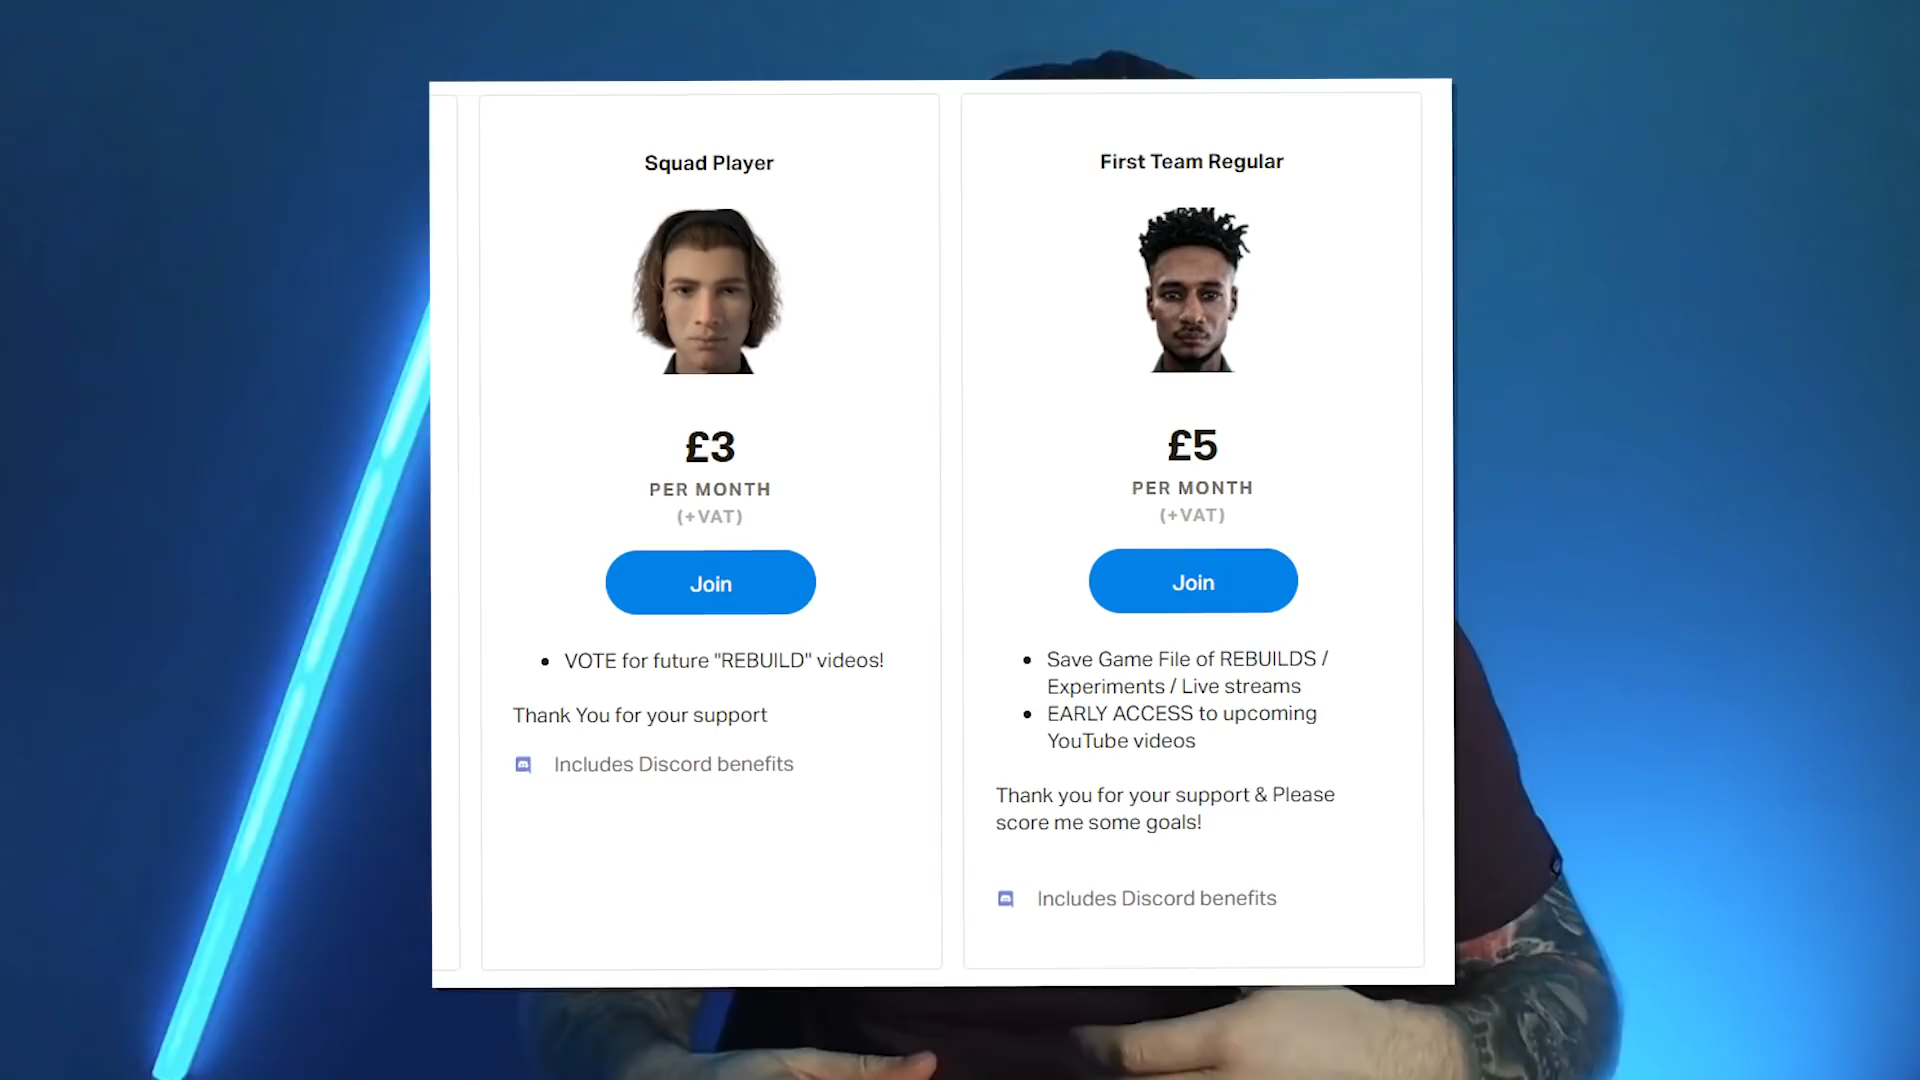 Squad Player
£3
PER MONTH
(+VAT)
Join
VOTE for future "REBUILD" videos!
Thank You for your support
Includes Discord benefits
First Team Regular
£5
PER MONTH
(+VAT)
Join
Save Game File of REBUILDS /
Experiments / Live streams
EARLY ACCESS to upcoming
YouTube videos
Thank you for your support & Please
score me some goals!
Includes Discord benefits